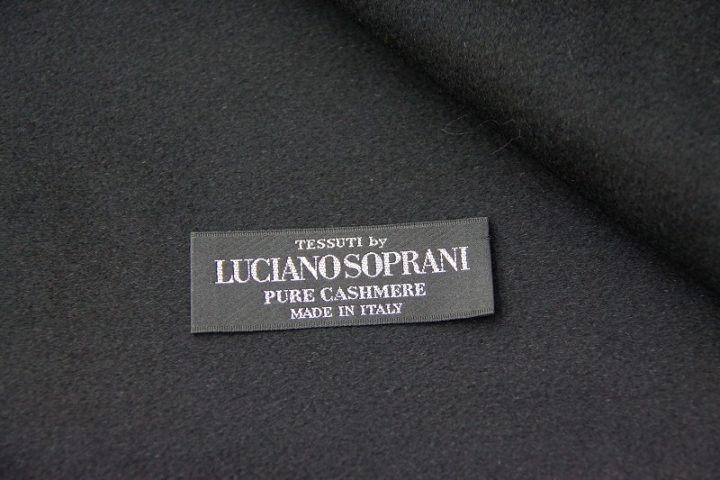 TESSUTI by
LUCIANO SOPRANI
PURE CASHMERE
MADE IN ITALY